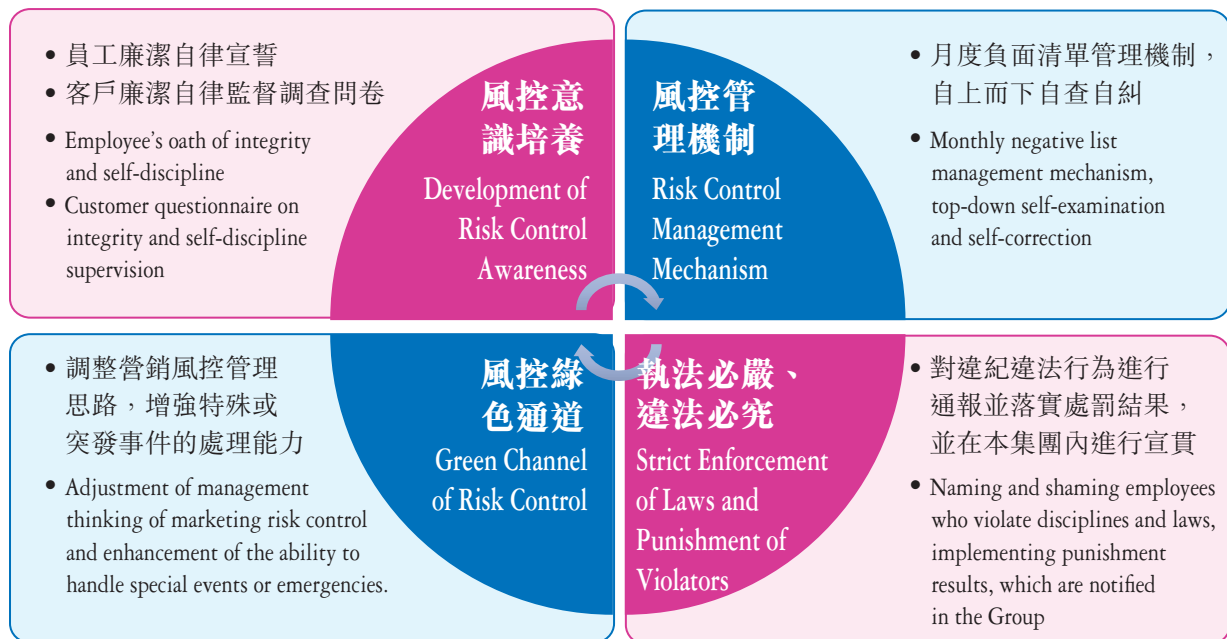 • 員工廉潔自律宣誓
• 客戶廉潔自律監督調查問卷
• Employee's oath of integrity
and self-discipline
• Customer questionnaire on
integrity and self-discipline
supervision
風控意
識培養
Development of
Risk Control
Awareness
風控管
理機制
Risk Control
Management
Mechanism
• 月度負面清單管理機制，
自上而下自查自糾
• Monthly negative list
management mechanism,
top-down self-examination
and self-correction
• 調整營銷風控管理
思路，增強特殊或
突發事件的處理能力
• Adjustment of management
thinking of marketing risk control
and enhancement of the ability to
handle special events or emergencies.
風控綠
色通道
Green Channel
of Risk Control
執法必嚴、
違法必究
Strict Enforcement
of Laws and
Punishment of
Violators
• 對違紀違法行為進行
通報並落實處罰結果，
並在本集團內進行宣貫
• Naming and shaming employees
who violate disciplines and laws,
implementing punishment
results, which are notified
in the Group